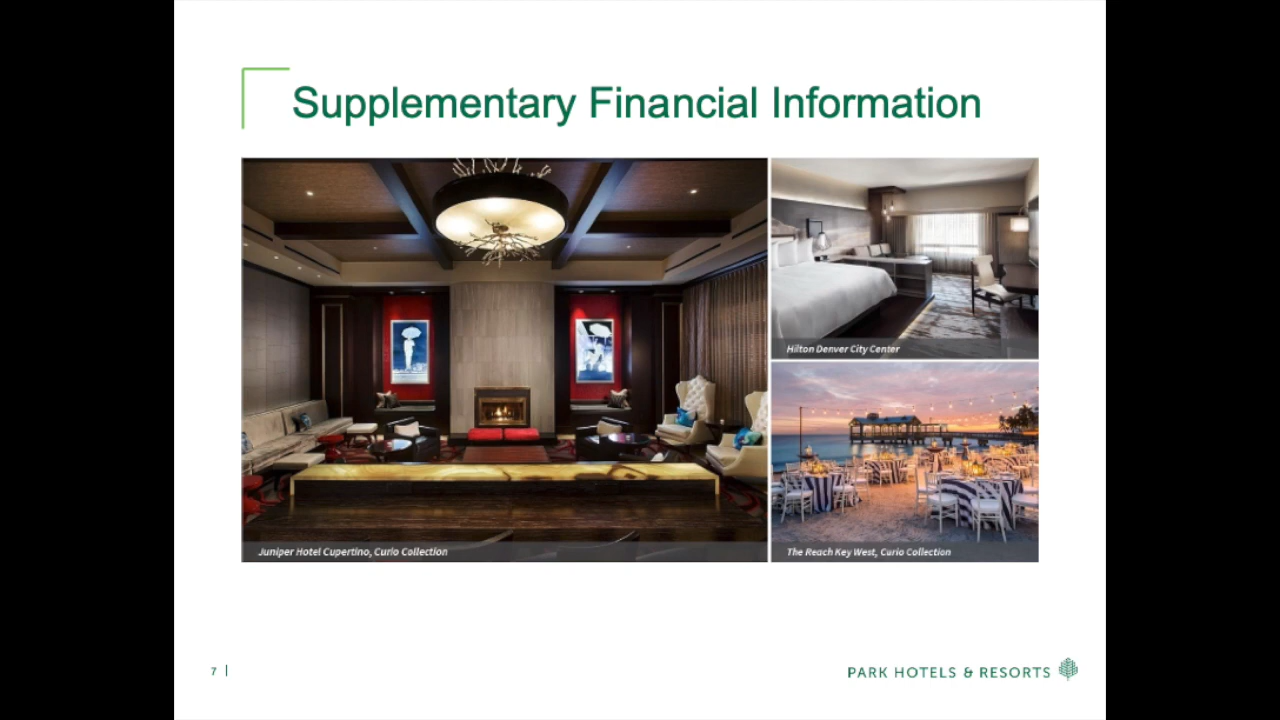 Supplementary Financial Information
Hilton Denver City Center
Juniper Hotel Cupertino, Curio Collection
The Reach Key West, Curio Collection
7 |
PARK HOTELS & RESORTS